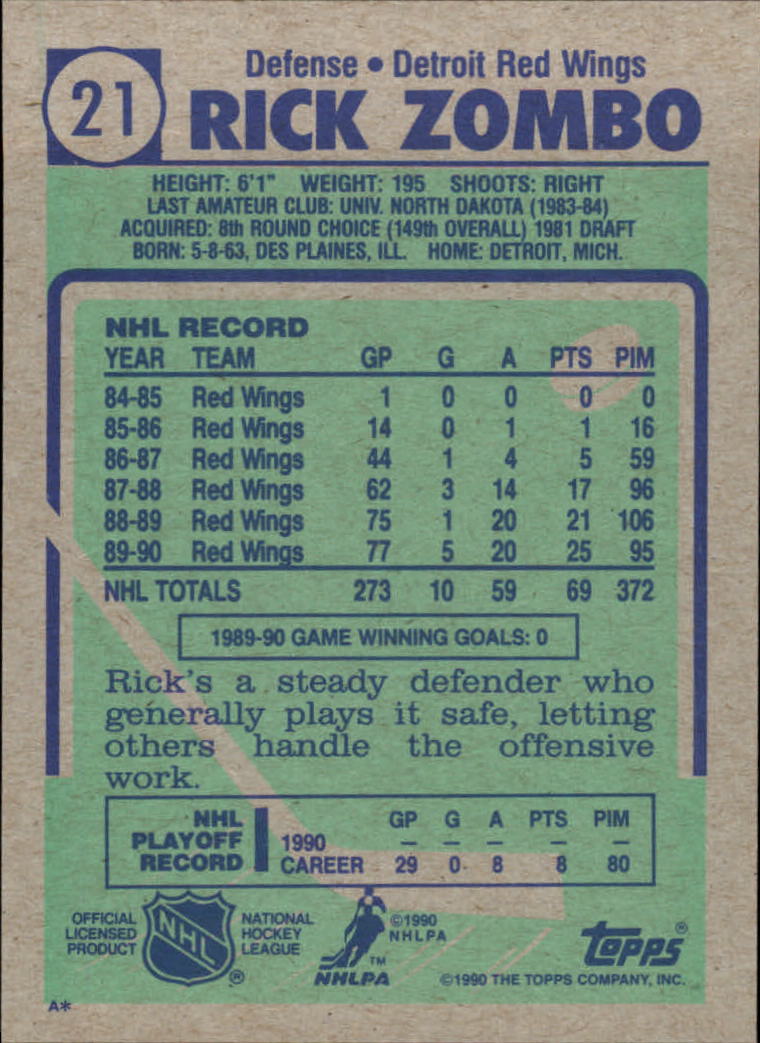 21
Defense • Detroit Red Wings
RICK ZOMBO
HEIGHT: 6'1" WEIGHT: 195 SHOOTS: RIGHT
LAST AMATEUR CLUB: UNIV. NORTH DAKOTA (1983-84)
ACQUIRED: 8th ROUND CHOICE (149th OVERALL) 1981 DRAFT
BORN: 5-8-63, DES PLAINES, ILL. HOME: DETROIT, MICH.
NHL RECORD
YEAR TEAM GP G A PTS PIM
84-85 Red Wings 1 0 0 0 0
85-86 Red Wings 14 0 1 1 16
86-87 Red Wings 44 1 4 5 59
87-88 Red Wings 62 3 14 17 96
88-89 Red Wings 75 1 20 21 106
89-90 Red Wings 77 5 20 25 95
NHL TOTALS 273 10 59 69 372
1989-90 GAME WINNING GOALS: 0
Rick's a steady defender who
generally plays it safe, letting
others handle the offensive
work.
NHL PLAYOFF RECORD
GP G A PTS PIM
1990 – – – – –
CAREER 29 0 8 8 80
OFFICIAL
LICENSED
PRODUCT
NHL
®
NATIONAL
HOCKEY
LEAGUE
TM
NHLPA
©1990
NHLPA
topps®
©1990 THE TOPPS COMPANY, INC.
A*